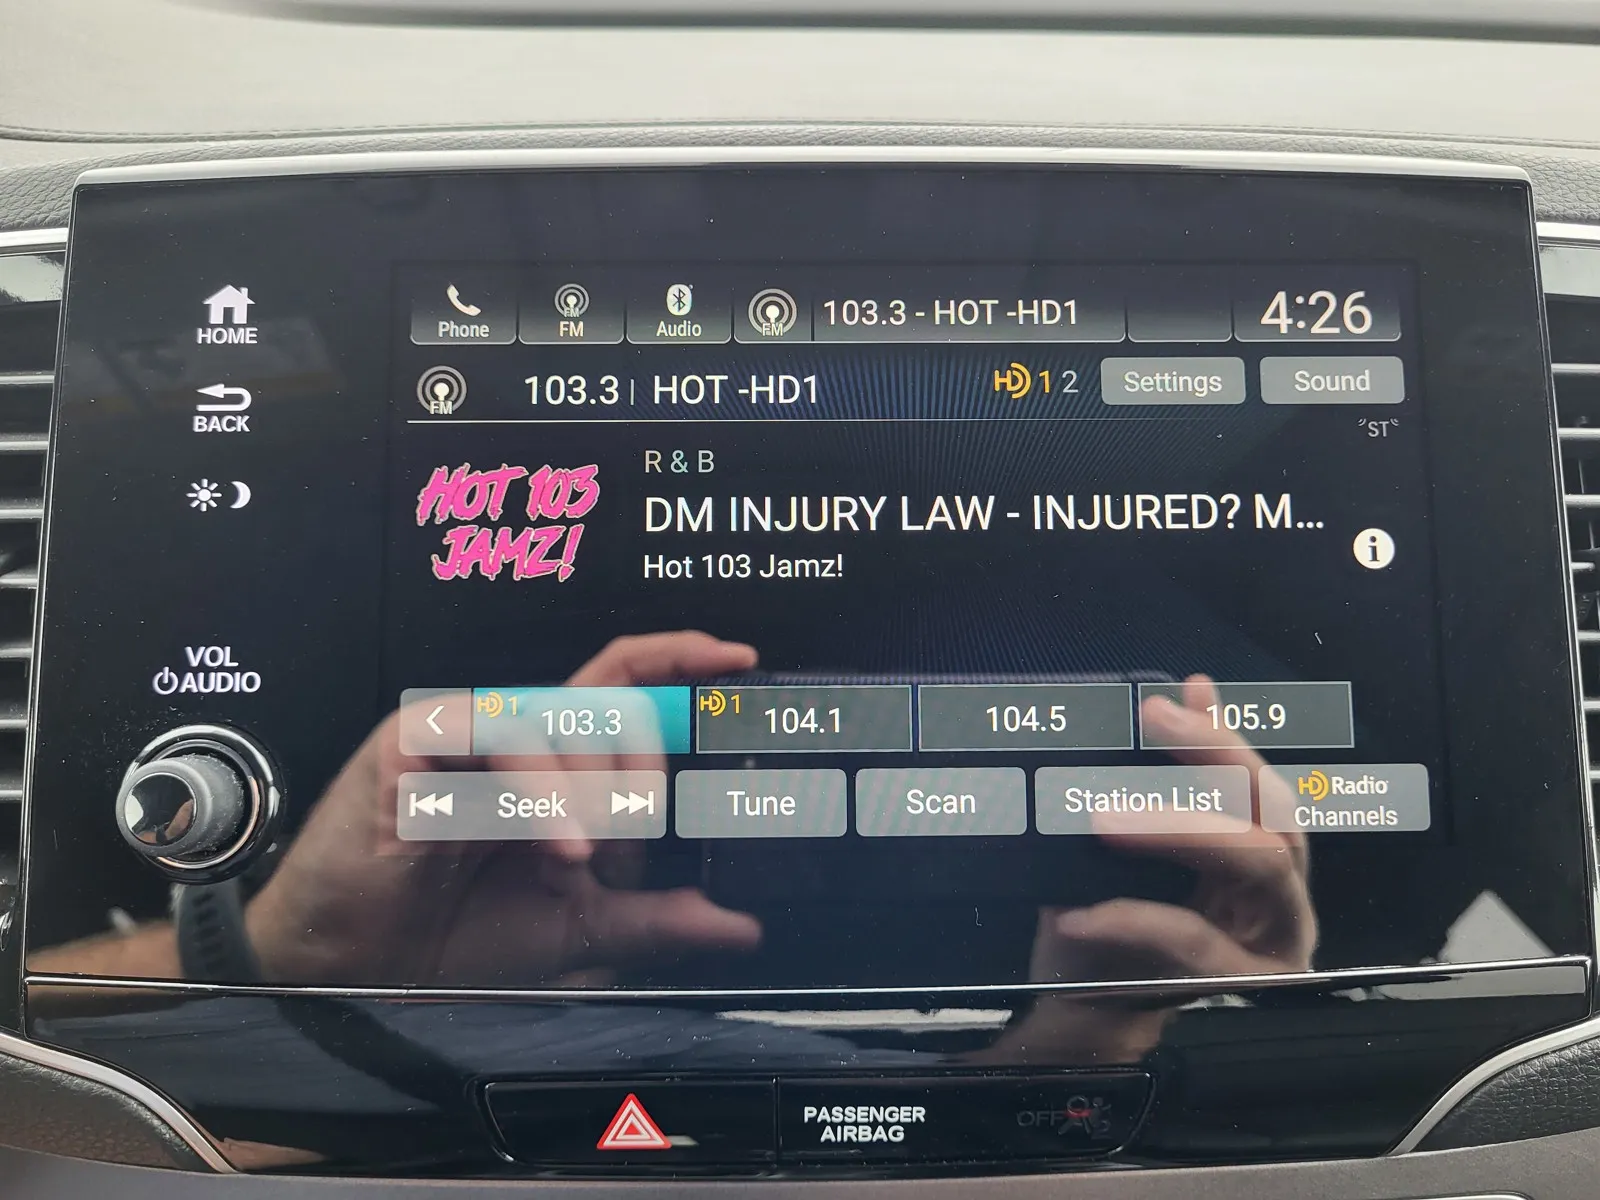 HOME
BACK
VOL
AUDIO
Phone
FM
Audio
FM
103.3 - HOT -HD1
4:26
FM
103.3 | HOT -HD1
HD 1 2
Settings
Sound
"ST"
HOT 103
JAMZ!
R & B
DM INJURY LAW - INJURED? M...
Hot 103 Jamz!
i
HD 1
103.3
HD 1
104.1
104.5
105.9
Seek
Tune
Scan
Station List
HD Radio
Channels
PASSENGER
AIRBAG
OFF